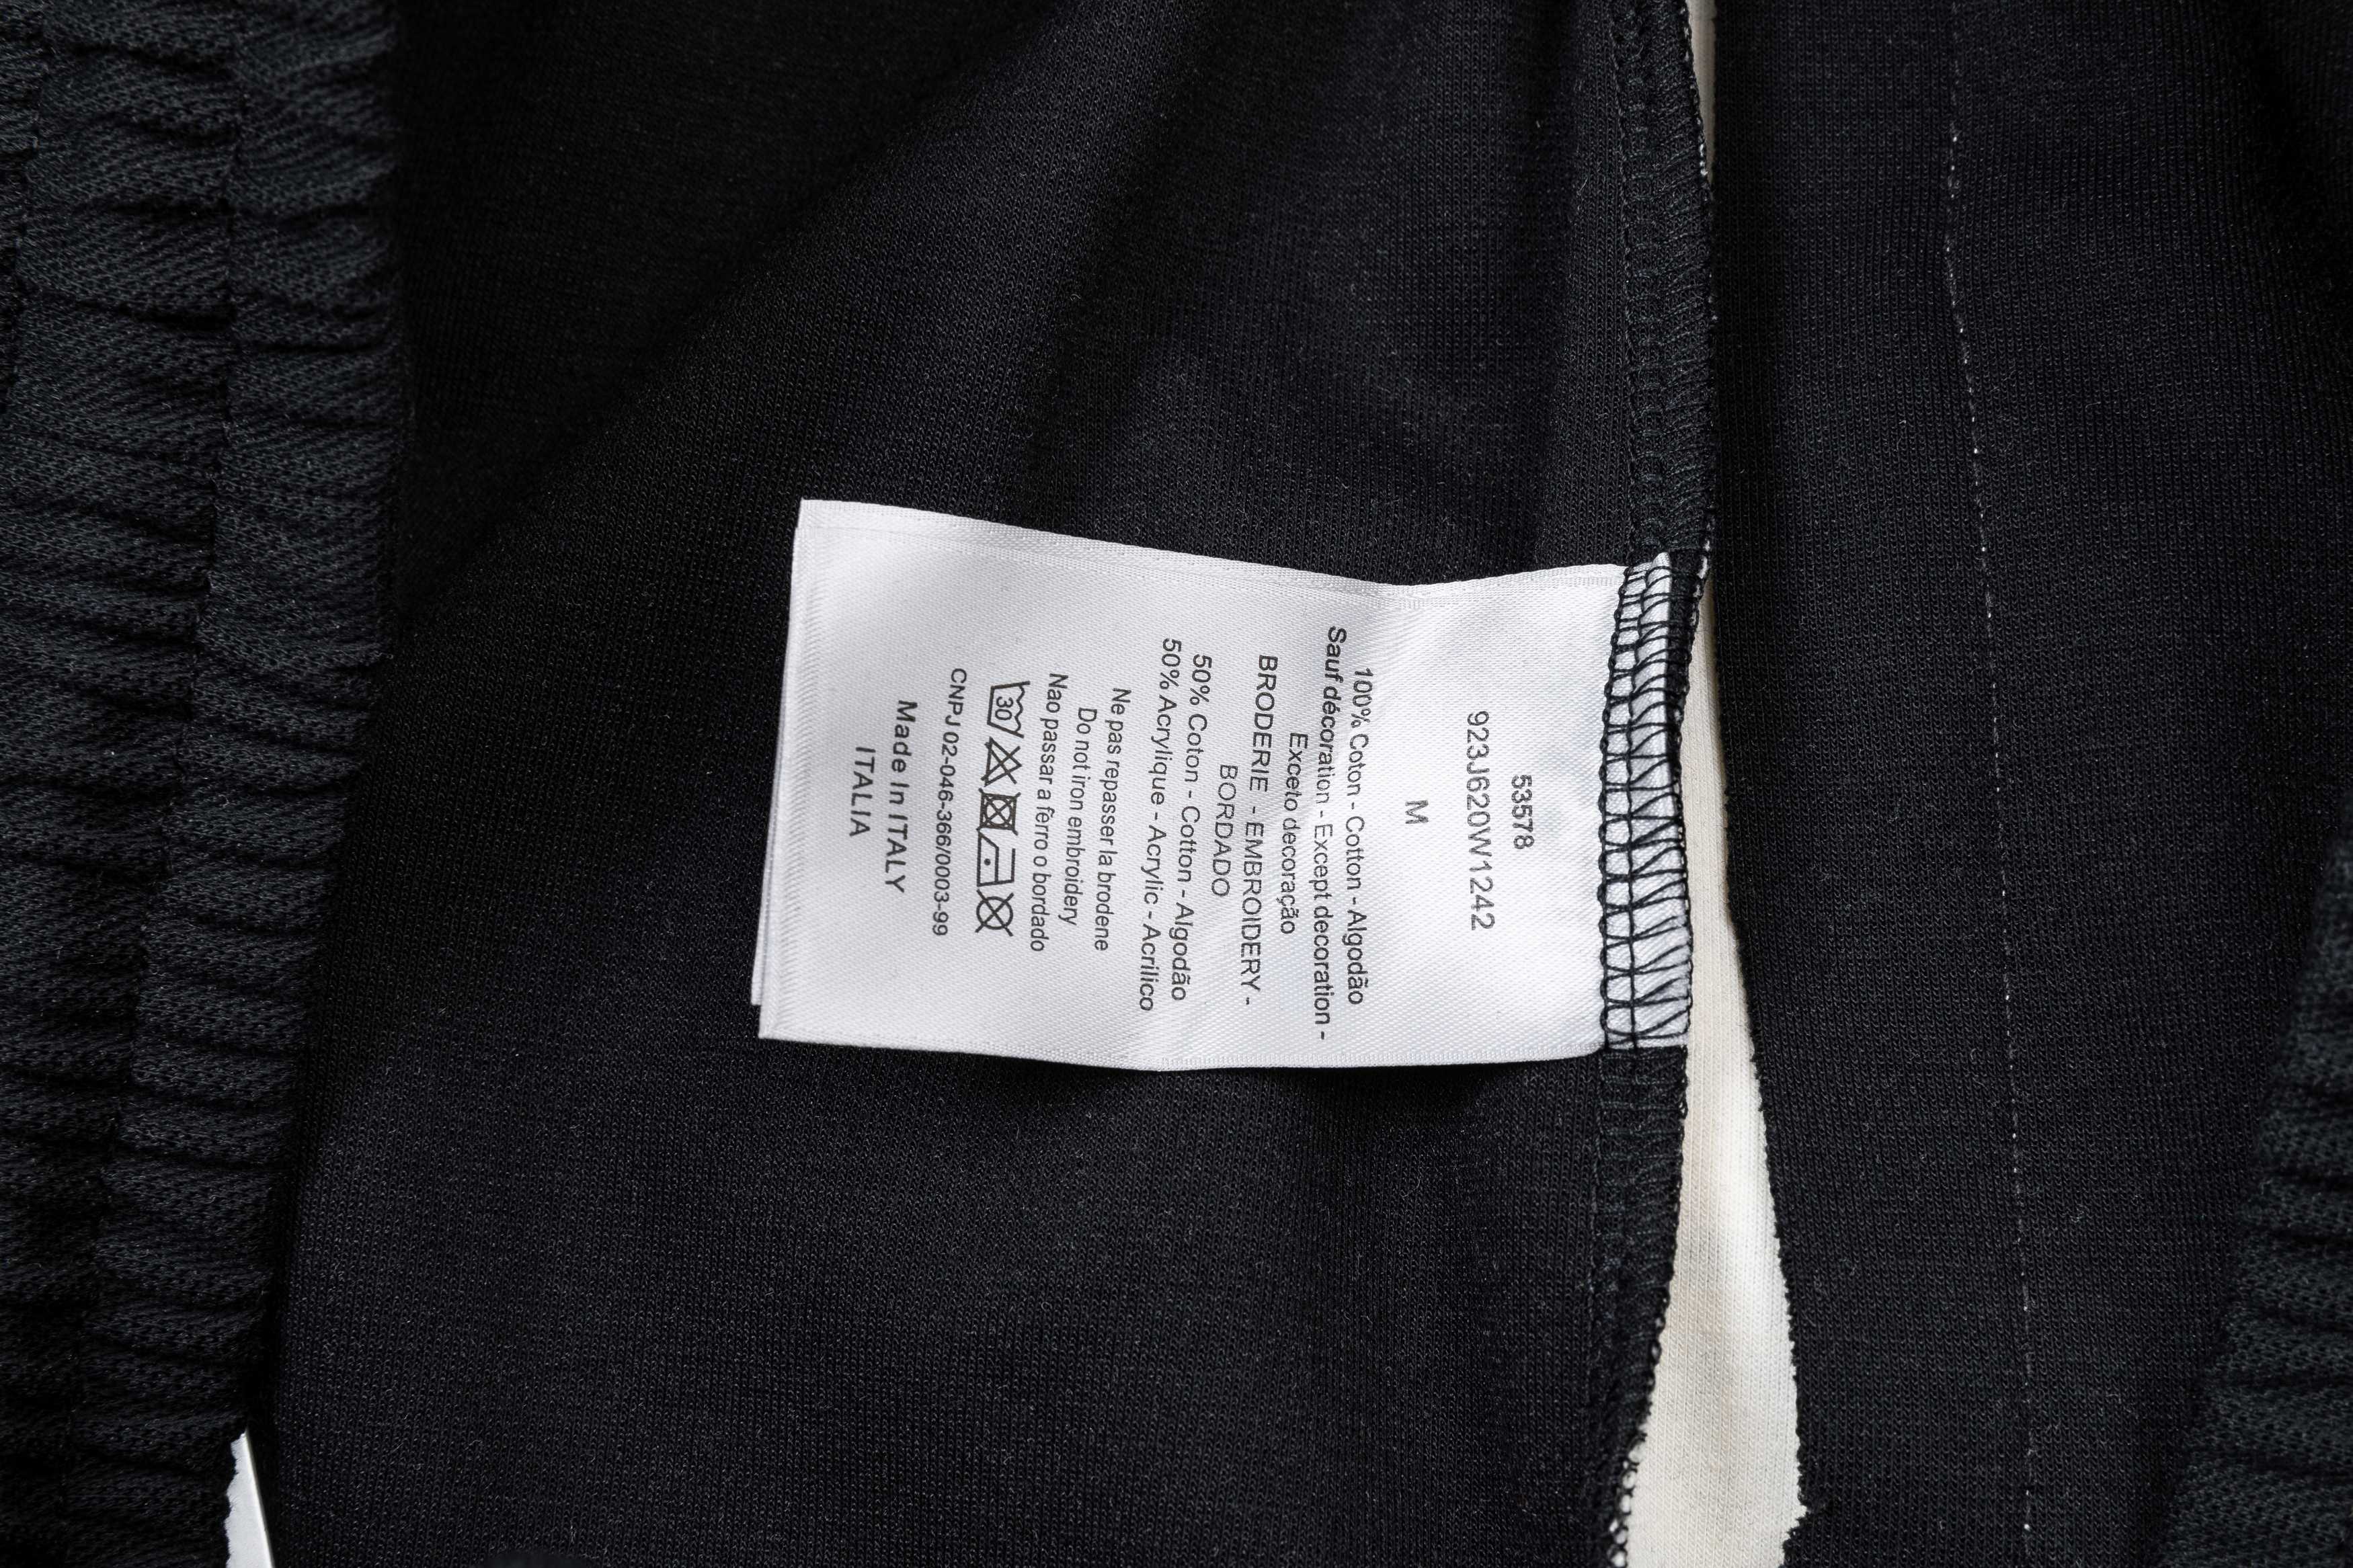 53578
923J620W1242
M
100% Coton - Cotton - Algodão
Sauf décoration - Except decoration -
Exceto decoração
BRODERIE - EMBROIDERY -
BORDADO
50% Coton - Cotton - Algodão
50% Acrylique - Acrylic - Acrilico
Ne pas repasser la brodene
Do not iron embroidery
Nao passar a fèrro o bordado
30
CNPJ 02-046-366/0003-99
Made In ITALY
ITALIA